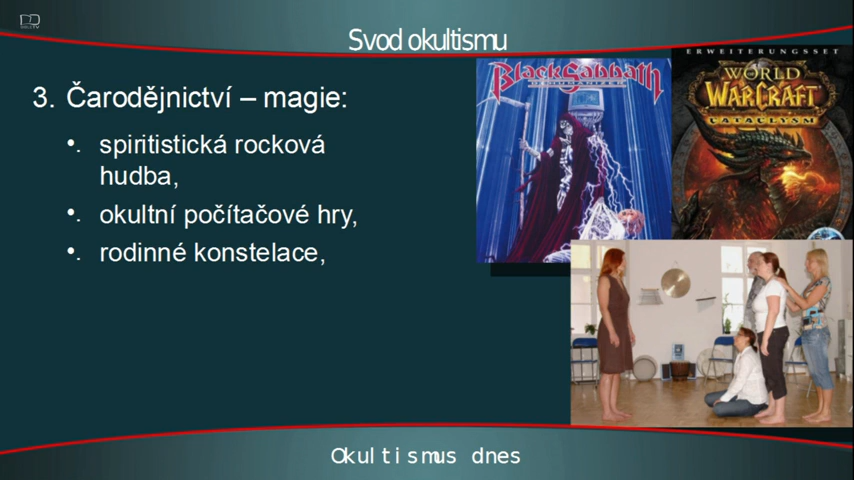 Svod okultismu
3. Čarodějnictví – magie:
•. spiritistická rocková
hudba,
•. okultní počítačové hry,
•. rodinné konstelace,
Black Sabbath
DEHUMANIZER
ERWEITERUNGSSET
WORLD
WARCRAFT
CATACLYSM
Okultismus dnes